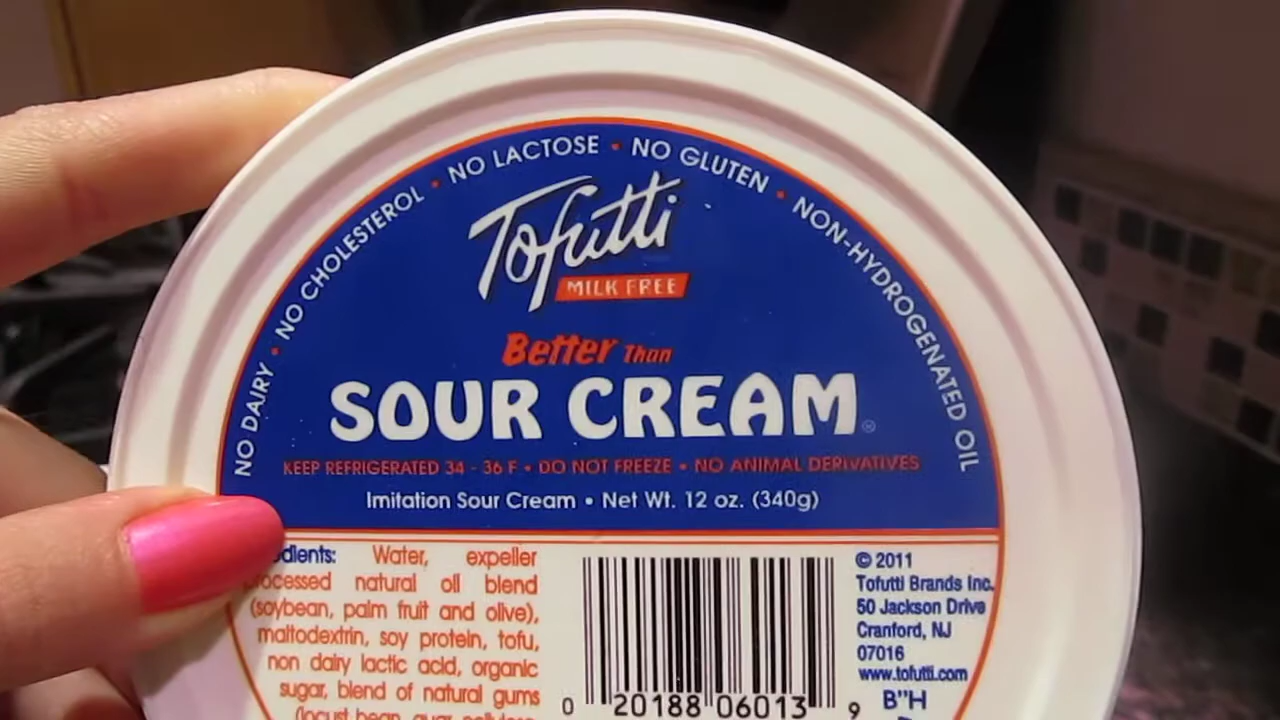 NO DAIRY • NO CHOLESTEROL • NO LACTOSE • NO GLUTEN • NON-HYDROGENATED OIL
Tofutti
MILK FREE
Better Than
SOUR CREAM®
KEEP REFRIGERATED 34 - 36 F • DO NOT FREEZE • NO ANIMAL DERIVATIVES
Imitation Sour Cream • Net Wt. 12 oz. (340g)
Water, expeller
natural oil blend
(soybean, palm fruit and olive),
maltodextrin, soy protein, tofu,
non dairy lactic acid, organic
sugar, blend of natural gums
(locust bean, guar,
0 20188 06013 9
© 2011
Tofutti Brands Inc.
50 Jackson Drive
Cranford, NJ
07016
www.tofutti.com
B"H